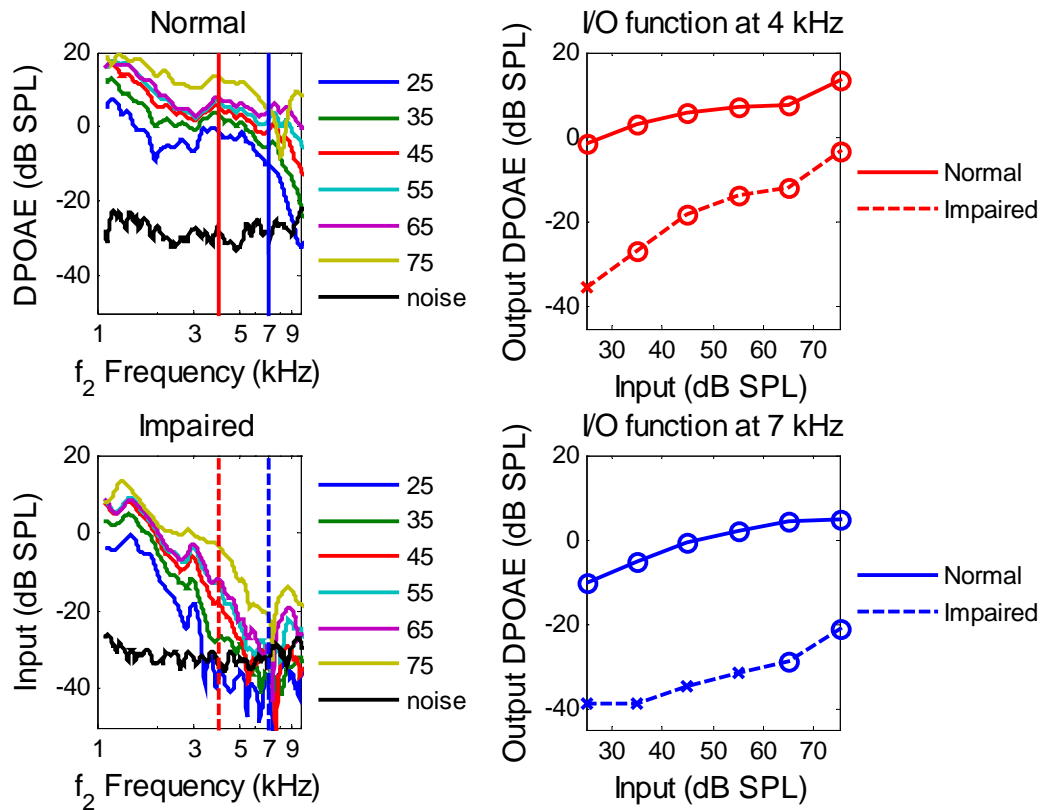 Normal
DPOAE (dB SPL)
20
0
-20
-40
1
3
5
7
9
f2 Frequency (kHz)
25
35
45
55
65
75
noise
I/O function at 4 kHz
Output DPOAE (dB SPL)
20
0
-20
-40
30
40
50
60
70
Input (dB SPL)
Normal
Impaired
Impaired
Input (dB SPL)
20
0
-20
-40
1
3
5
7
9
f2 Frequency (kHz)
25
35
45
55
65
75
noise
I/O function at 7 kHz
Output DPOAE (dB SPL)
20
0
-20
-40
30
40
50
60
70
Input (dB SPL)
Normal
Impaired